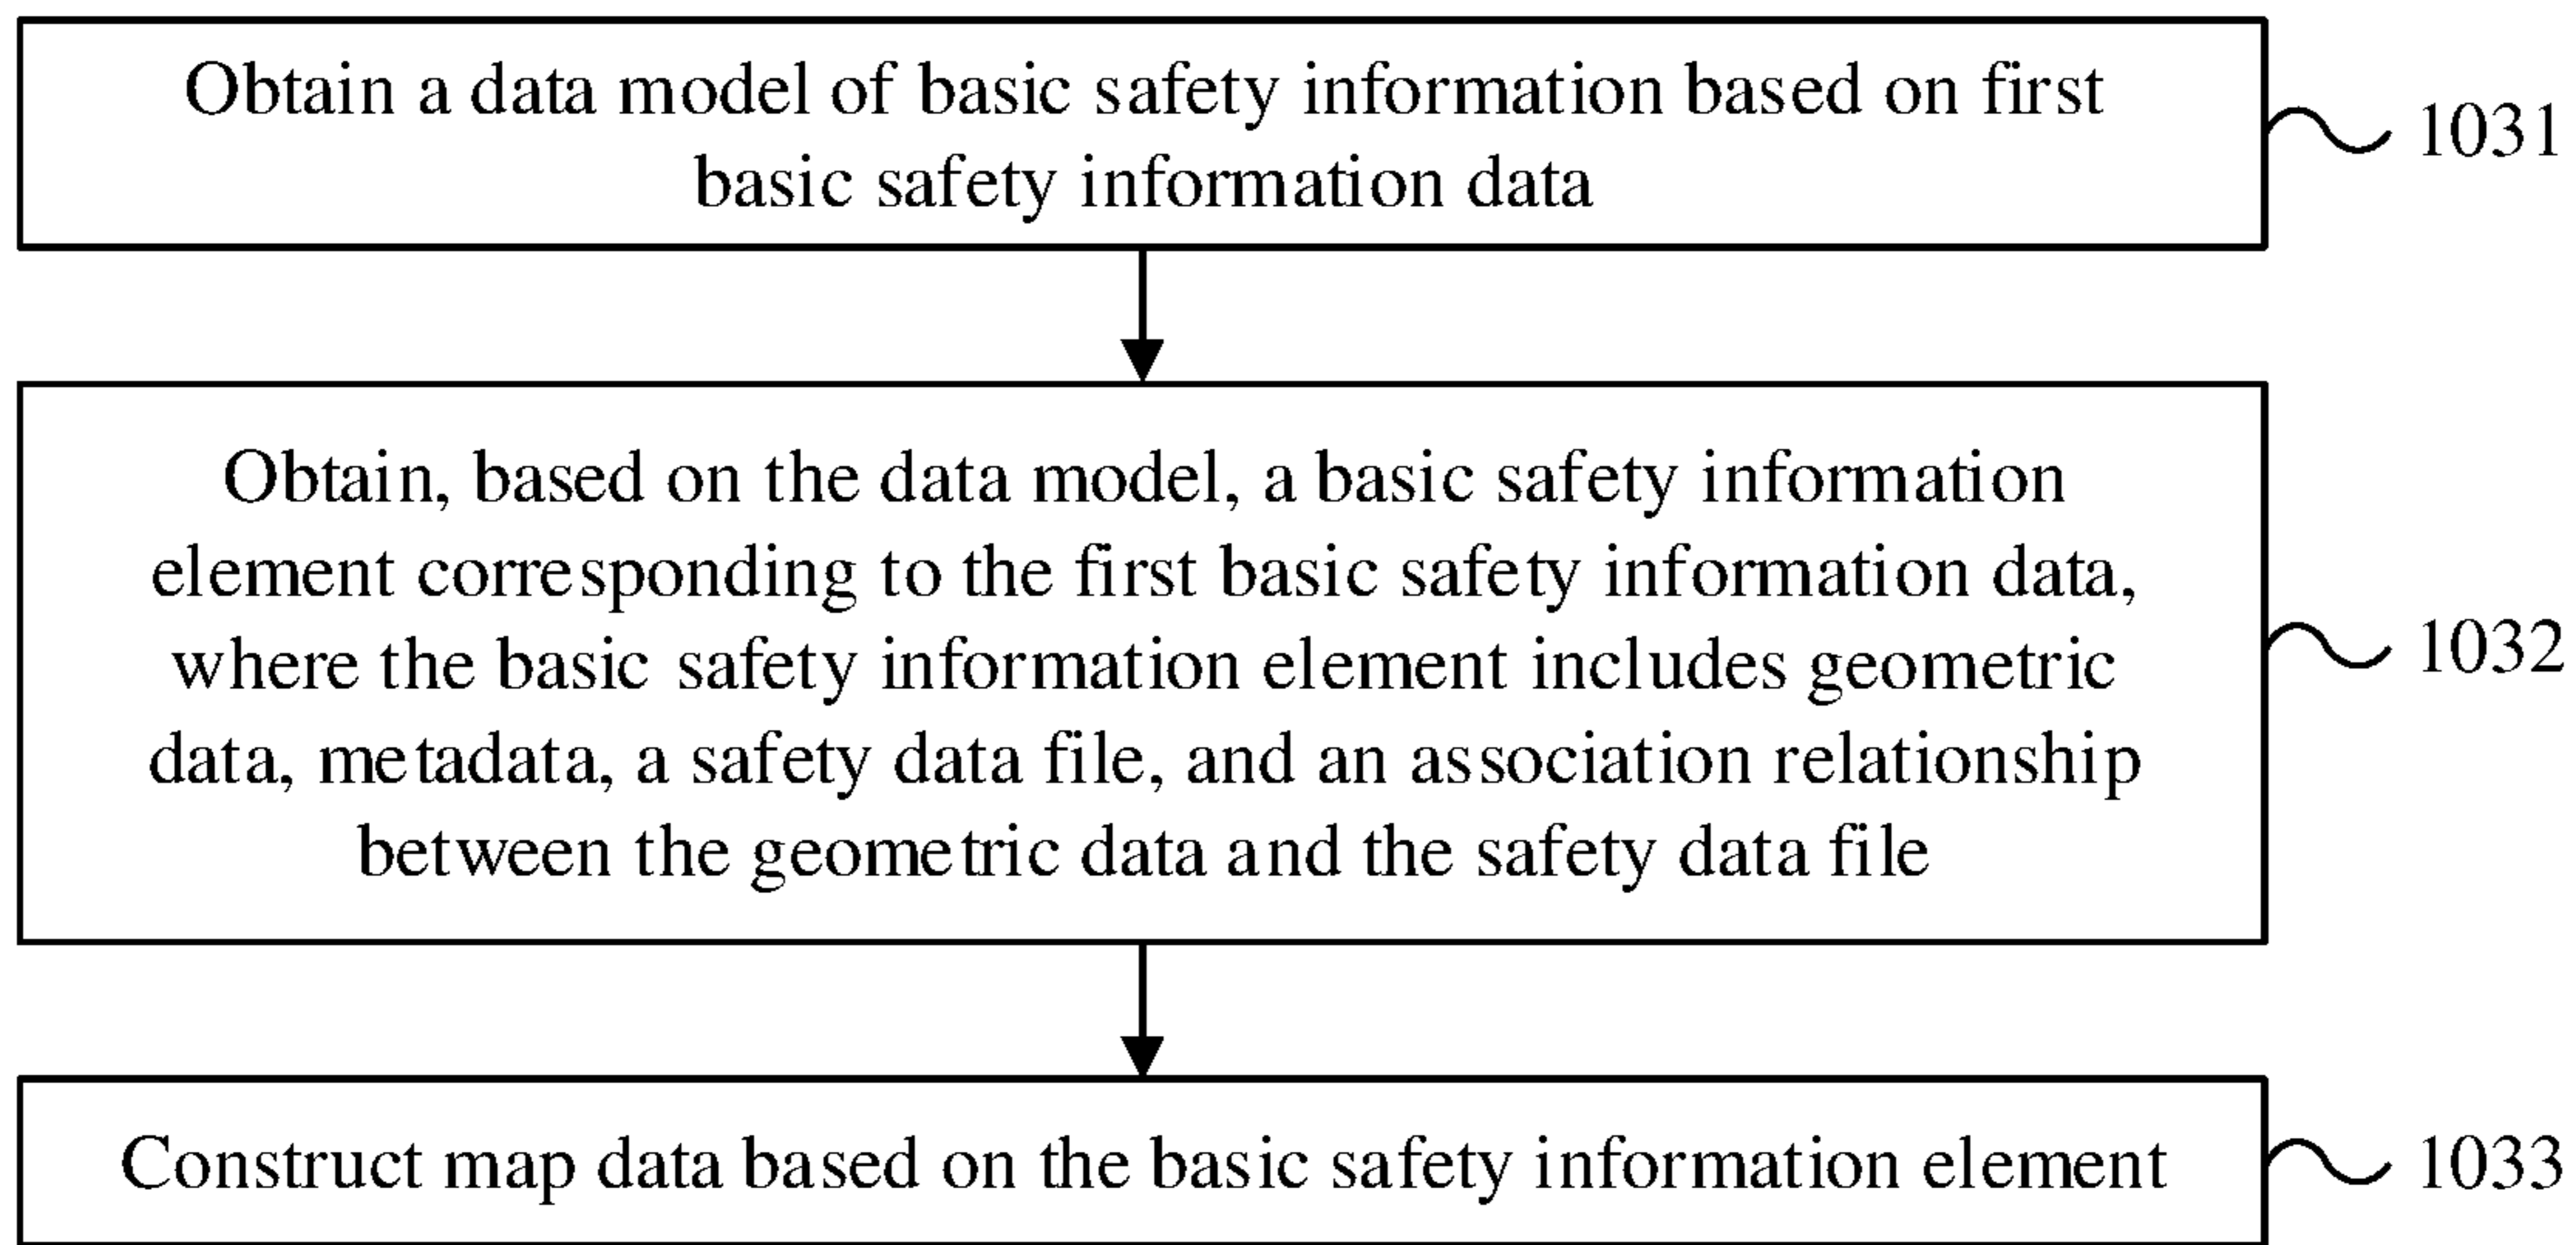 Obtain a data model of basic safety information based on first
basic safety information data
1031
Obtain, based on the data model, a basic safety information
element corresponding to the first basic safety information data,
where the basic safety information element includes geometric
data, metadata, a safety data file, and an association relationship
between the geometric data and the safety data file
1032
Construct map data based on the basic safety information element
1033